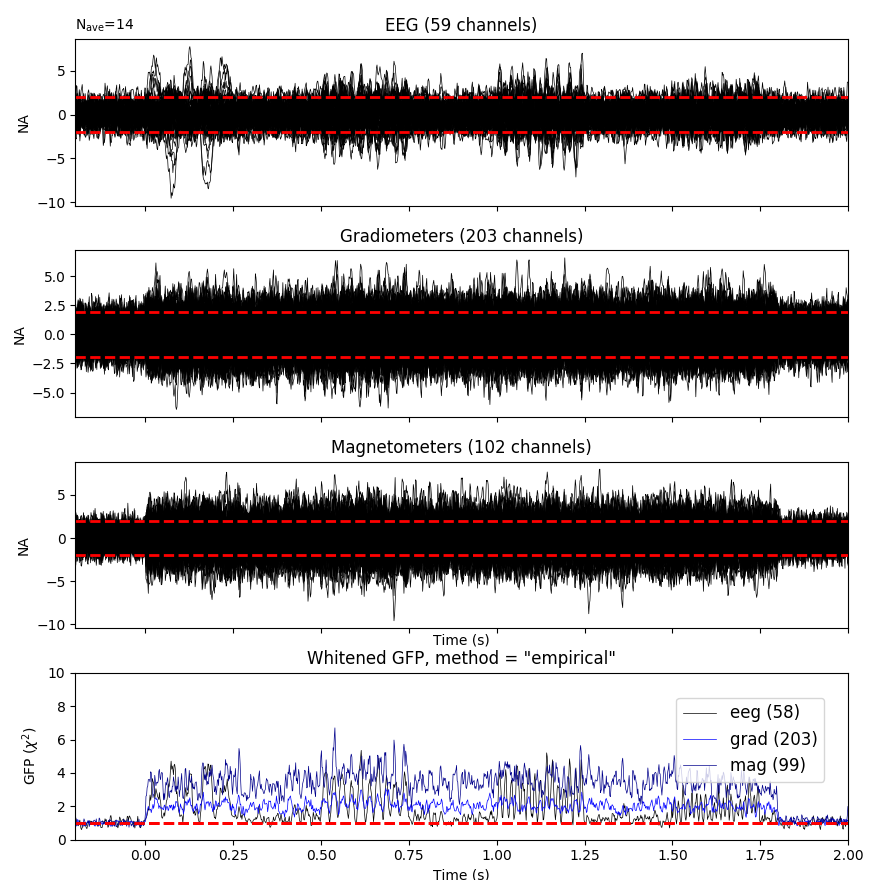 Nave=14
EEG (59 channels)
5
0
−5
−10
NA
Gradiometers (203 channels)
5.0
2.5
0.0
−2.5
−5.0
NA
Magnetometers (102 channels)
5
0
−5
−10
NA
Time (s)
Whitened GFP, method = "empirical"
10
8
6
4
2
0
GFP (χ²)
eeg (58)
grad (203)
mag (99)
0.00 0.25 0.50 0.75 1.00 1.25 1.50 1.75 2.00
Time (s)